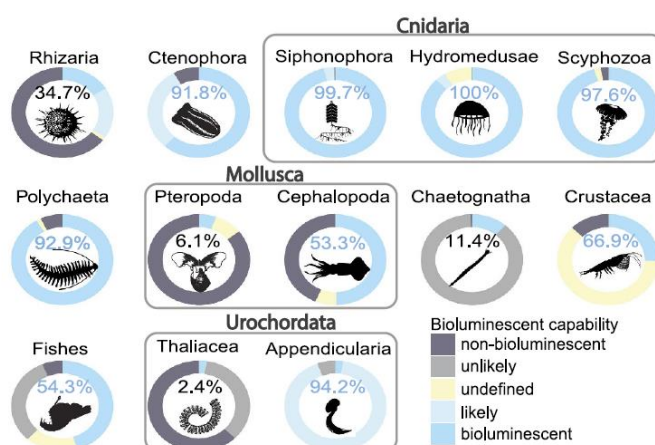 Cnidaria
Rhizaria Ctenophora Siphonophora Hydromedusae Scyphozoa
34.7% 91.8% 99.7% 100% 97.6%
Mollusca
Polychaeta Pteropoda Cephalopoda Chaetognatha Crustacea
92.9% 6.1% 53.3% 11.4% 66.9%
Urochordata
Fishes Thaliacea Appendicularia
54.3% 2.4% 94.2%
Bioluminescent capability
non-bioluminescent
unlikely
undefined
likely
bioluminescent